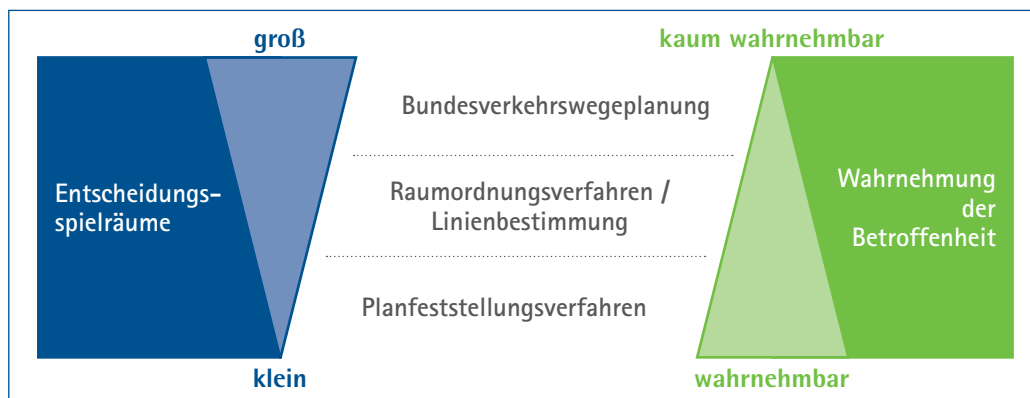 groß
kaum wahrnehmbar
Bundesverkehrswegeplanung
Entscheidungs-
spielräume
Raumordnungsverfahren /
Linienbestimmung
Wahrnehmung
der
Betroffenheit
Planfeststellungsverfahren
klein
wahrnehmbar